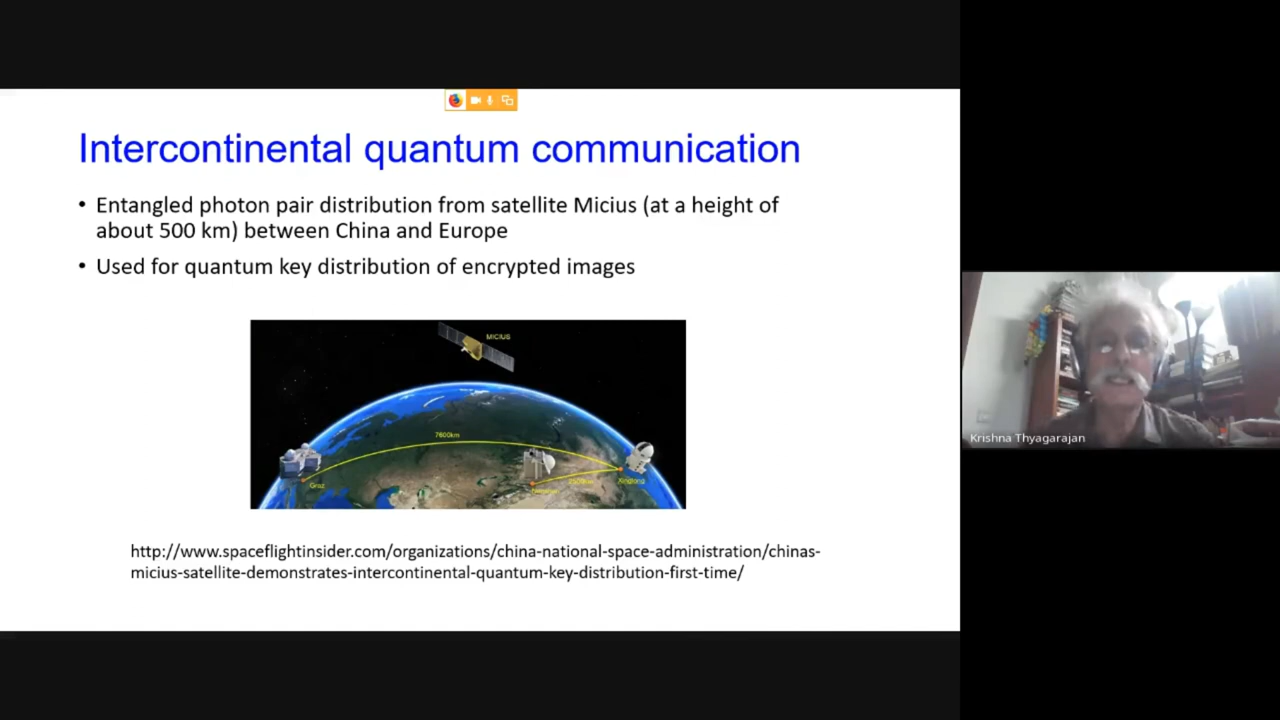 Intercontinental quantum communication
• Entangled photon pair distribution from satellite Micius (at a height of
about 500 km) between China and Europe
• Used for quantum key distribution of encrypted images
MICIUS
7600km
Graz
Xinglong
http://www.spaceflightinsider.com/organizations/china-national-space-administration/chinas-
micius-satellite-demonstrates-intercontinental-quantum-key-distribution-first-time/
Krishna Thyagarajan